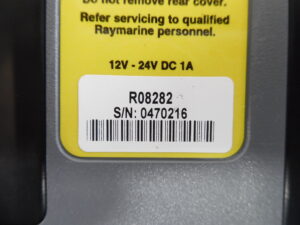 Do not remove rear cover.
Refer servicing to qualified
Raymarine personnel.
12V - 24V DC 1A
R08282
S/N: 0470216